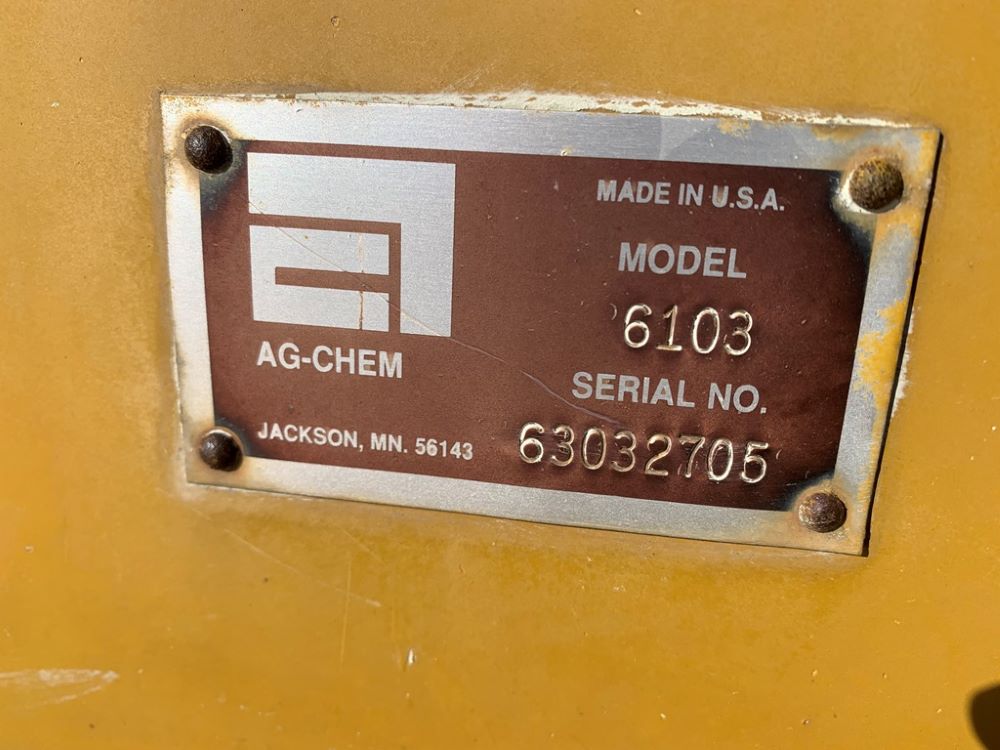 MADE IN U.S.A.
MODEL
6103
AG-CHEM
SERIAL NO.
JACKSON, MN. 56143
63032705